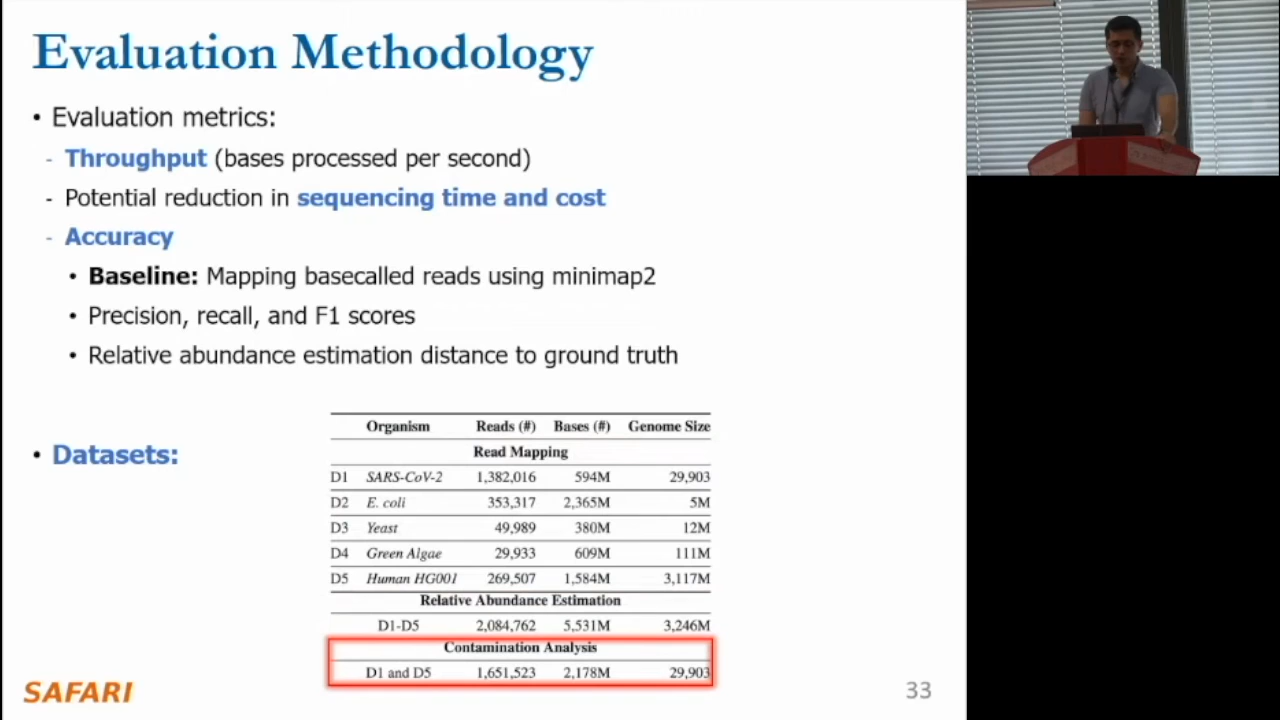 Evaluation Methodology
• Evaluation metrics:
- Throughput (bases processed per second)
- Potential reduction in sequencing time and cost
- Accuracy
• Baseline: Mapping basecalled reads using minimap2
• Precision, recall, and F1 scores
• Relative abundance estimation distance to ground truth
• Datasets:
Organism Reads (#) Bases (#) Genome Size
Read Mapping
D1 SARS-CoV-2 1,382,016 594M 29,903
D2 E. coli 353,317 2,365M 5M
D3 Yeast 49,989 380M 12M
D4 Green Algae 29,933 609M 111M
D5 Human HG001 269,507 1,584M 3,117M
Relative Abundance Estimation
D1-D5 2,084,762 5,531M 3,246M
Contamination Analysis
D1 and D5 1,651,523 2,178M 29,903
SAFARI
33